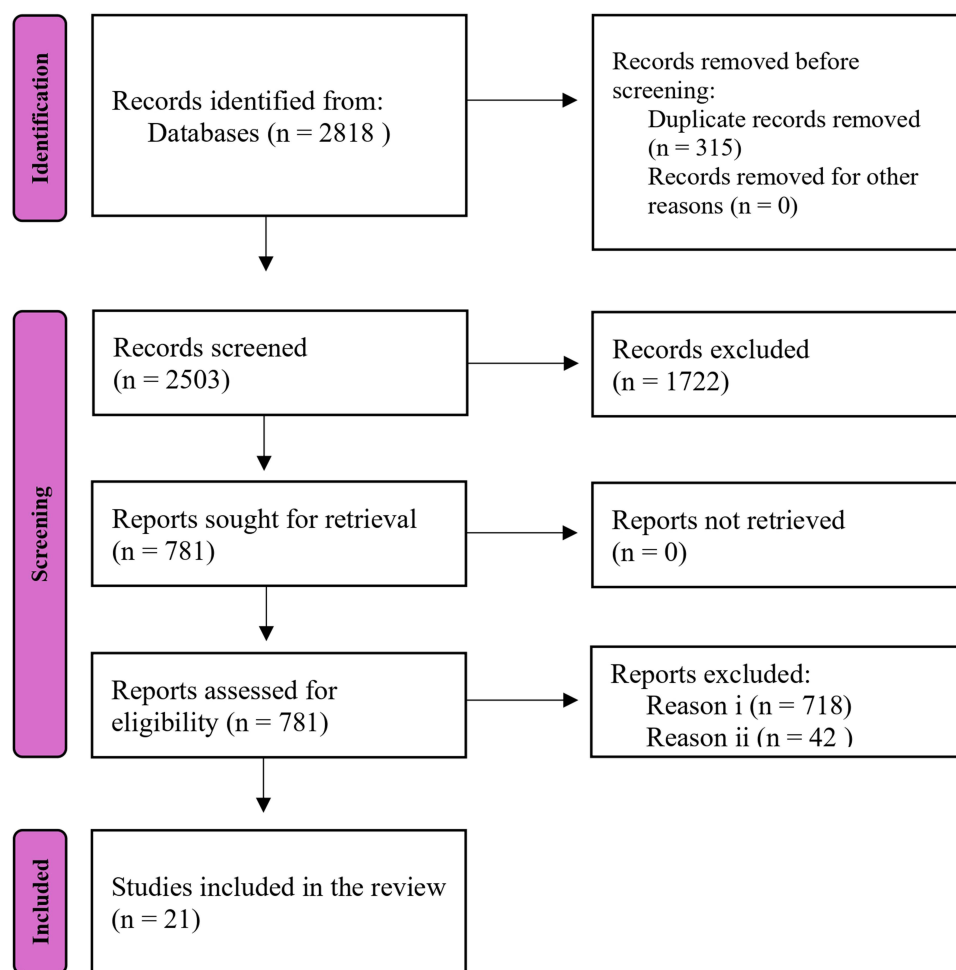 Identification
Records identified from:
Databases (n = 2818 )
Records removed before
screening:
Duplicate records removed
(n = 315)
Records removed for other
reasons (n = 0)
Screening
Records screened
(n = 2503)
Records excluded
(n = 1722)
Reports sought for retrieval
(n = 781)
Reports not retrieved
(n = 0)
Reports assessed for
eligibility (n = 781)
Reports excluded:
Reason i (n = 718)
Reason ii (n = 42 )
Included
Studies included in the review
(n = 21)